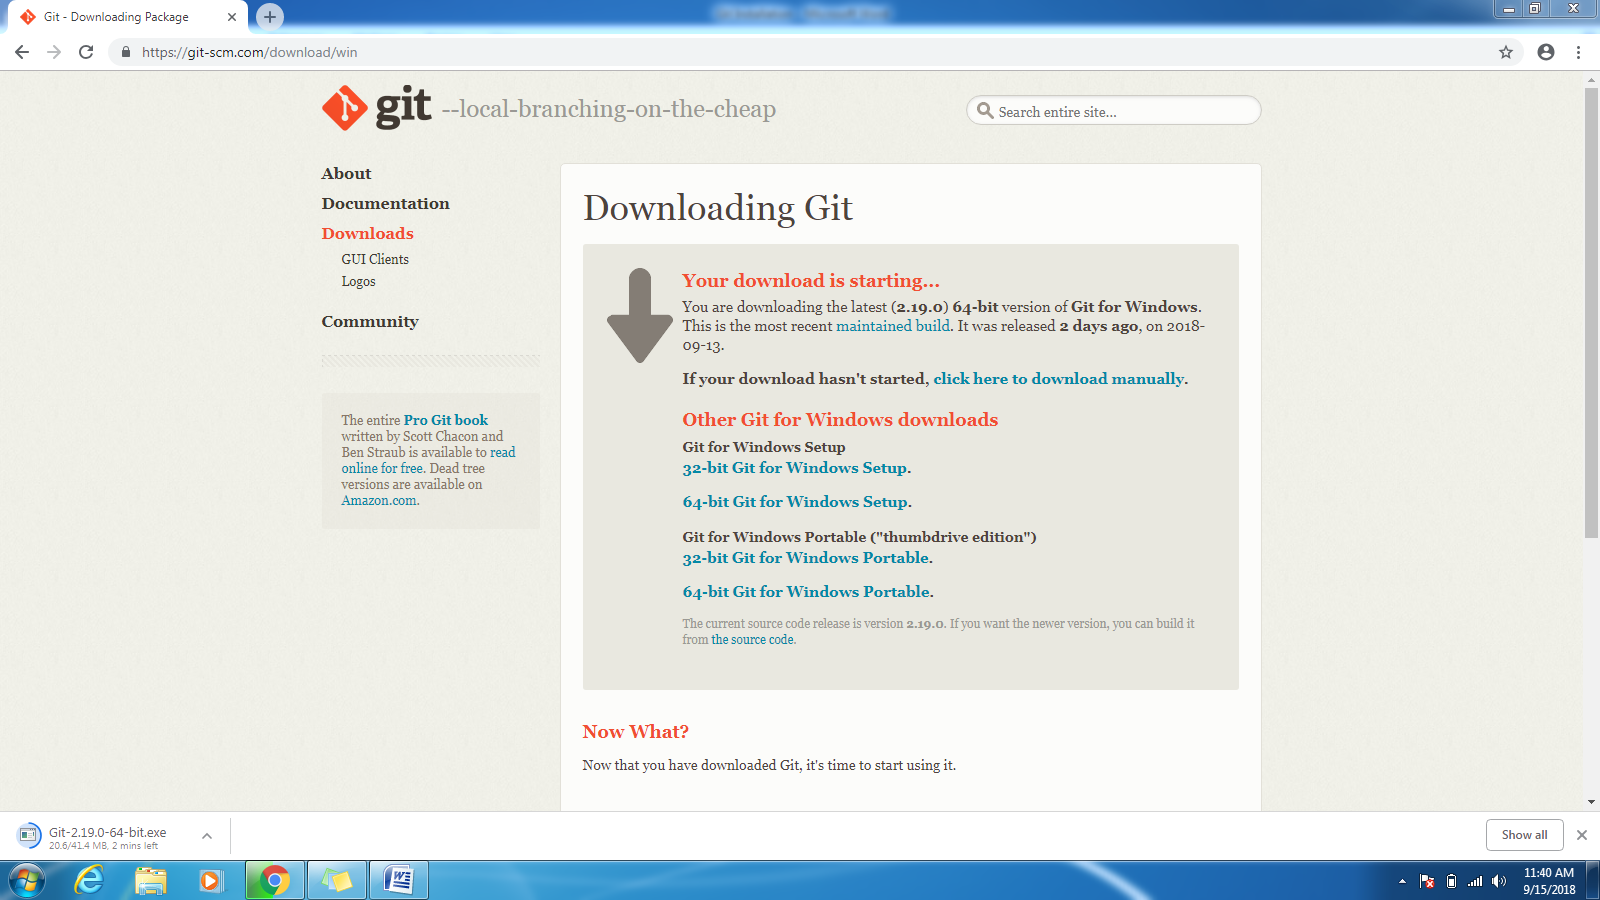 Git - Downloading Package
https://git-scm.com/download/win
git --local-branching-on-the-cheap
Search entire site...
About
Documentation
Downloads
GUI Clients
Logos
Community
The entire Pro Git book
written by Scott Chacon and
Ben Straub is available to read
online for free. Dead tree
versions are available on
Amazon.com.
Downloading Git
Your download is starting...
You are downloading the latest (2.19.0) 64-bit version of Git for Windows.
This is the most recent maintained build. It was released 2 days ago, on 2018-
09-13.
If your download hasn't started, click here to download manually.
Other Git for Windows downloads
Git for Windows Setup
32-bit Git for Windows Setup.
64-bit Git for Windows Setup.
Git for Windows Portable ("thumbdrive edition")
32-bit Git for Windows Portable.
64-bit Git for Windows Portable.
The current source code release is version 2.19.0. If you want the newer version, you can build it
from the source code.
Now What?
Now that you have downloaded Git, it's time to start using it.
Git-2.19.0-64-bit.exe
20.6/41.4 MB, 2 mins left
Show all
11:40 AM
9/15/2018